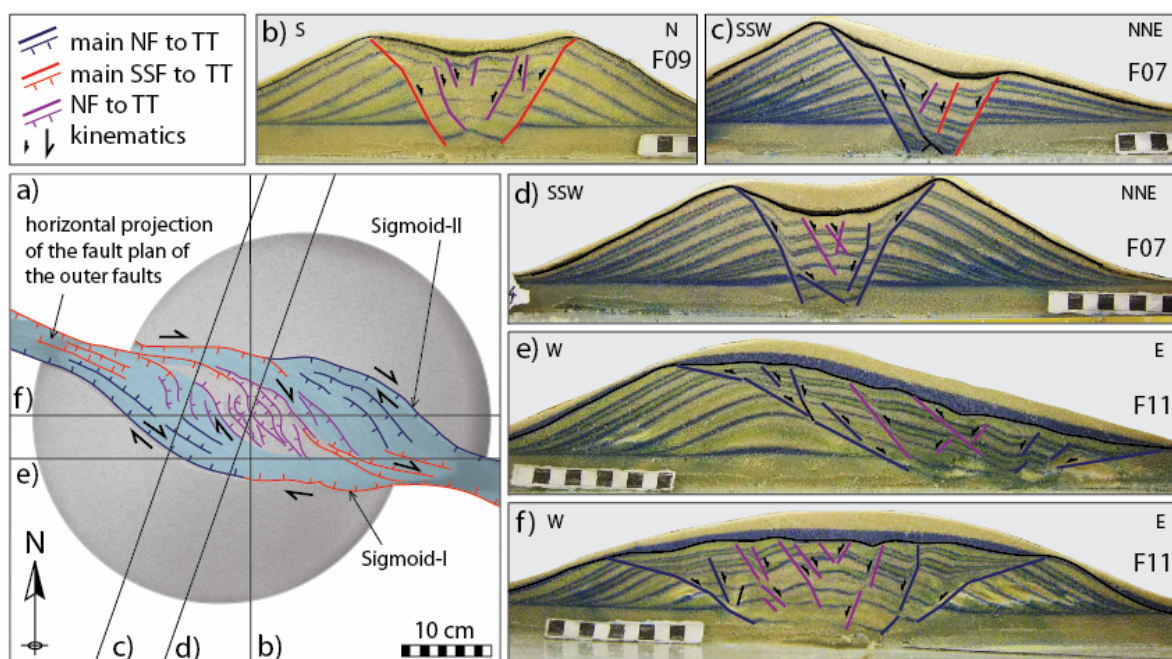 main NF to TT
main SSF to TT
NF to TT
kinematics
b) S N
F09
c) SSW NNE
F07
a)
horizontal projection
of the fault plan of
the outer faults
Sigmoid-II
f)
e)
Sigmoid-I
N
10 cm
c) d) b)
d) SSW NNE
F07
e) W E
F11
f) W E
F11